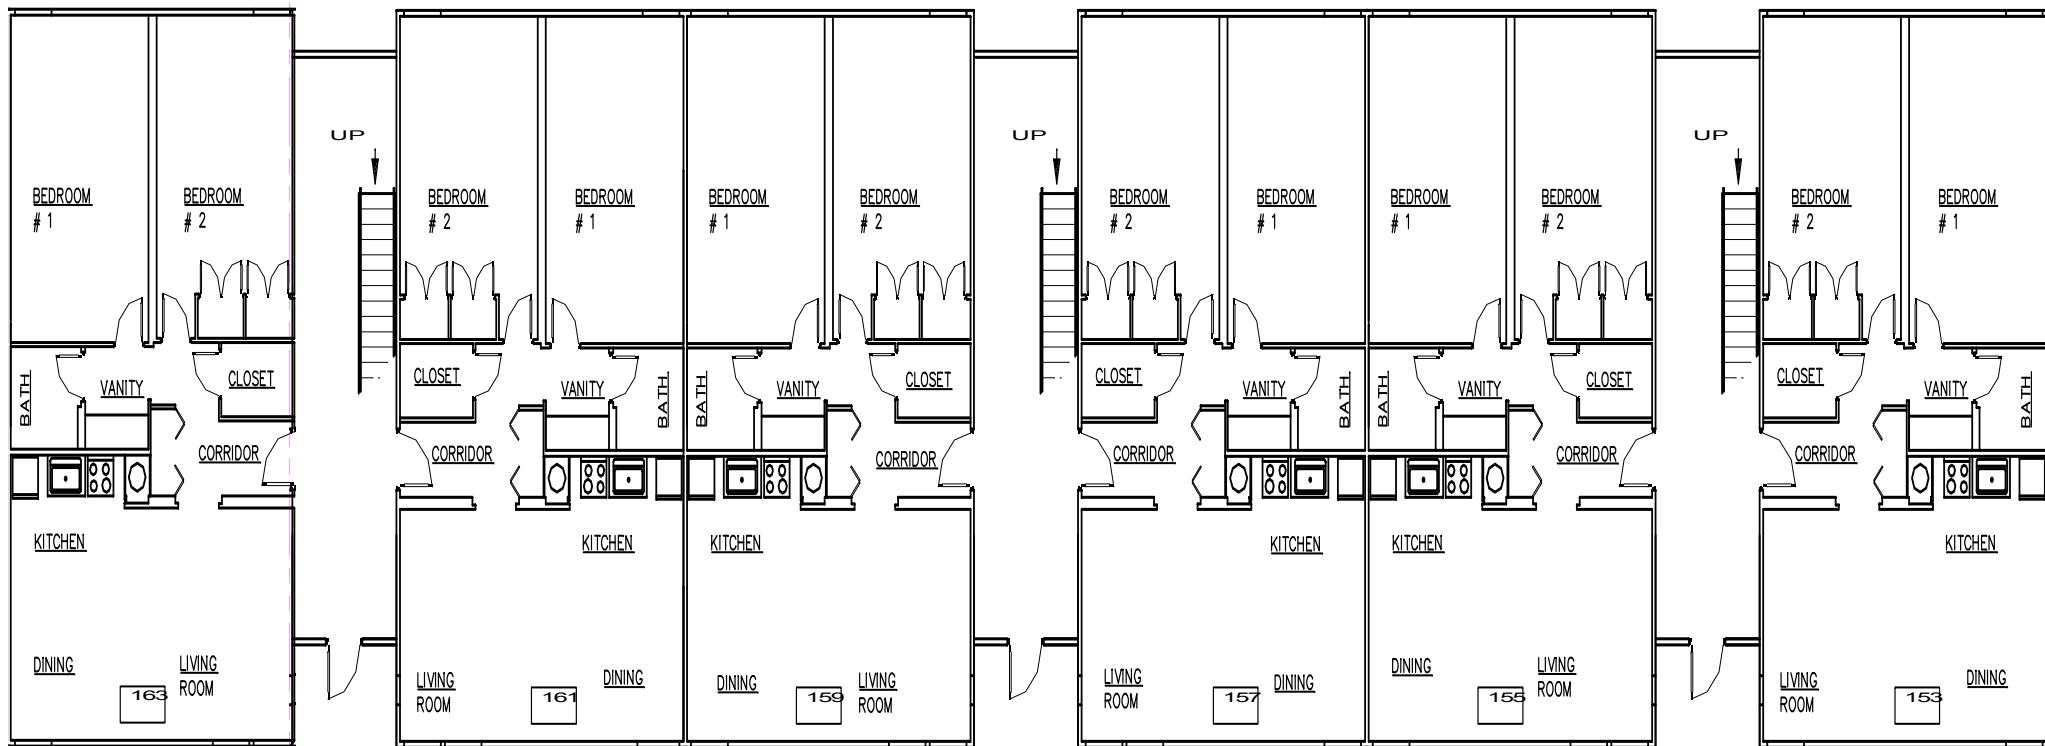 UP
UP
UP
BEDROOM
# 1
BEDROOM
# 2
BEDROOM
# 2
BEDROOM
# 1
BEDROOM
# 1
BEDROOM
# 2
BEDROOM
# 2
BEDROOM
# 1
BEDROOM
# 1
BEDROOM
# 2
BEDROOM
# 2
BEDROOM
# 1
BATH
VANITY
CLOSET
CLOSET
VANITY
BATH
BATH
VANITY
CLOSET
CLOSET
VANITY
BATH
BATH
VANITY
CLOSET
CLOSET
VANITY
BATH
CORRIDOR
CORRIDOR
CORRIDOR
CORRIDOR
CORRIDOR
CORRIDOR
KITCHEN
KITCHEN
KITCHEN
KITCHEN
KITCHEN
KITCHEN
DINING
LIVING
ROOM
163
LIVING
ROOM
161
DINING
DINING
159
LIVING
ROOM
LIVING
ROOM
157
DINING
DINING
155
LIVING
ROOM
LIVING
ROOM
153
DINING